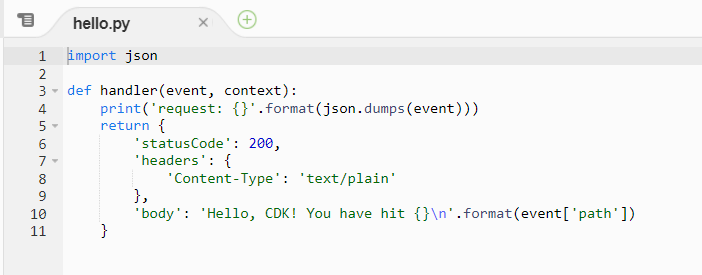 hello.py
1 import json
2
3 def handler(event, context):
4     print('request: {}'.format(json.dumps(event)))
5     return {
6         'statusCode': 200,
7         'headers': {
8             'Content-Type': 'text/plain'
9         },
10         'body': 'Hello, CDK! You have hit {}\n'.format(event['path'])
11     }